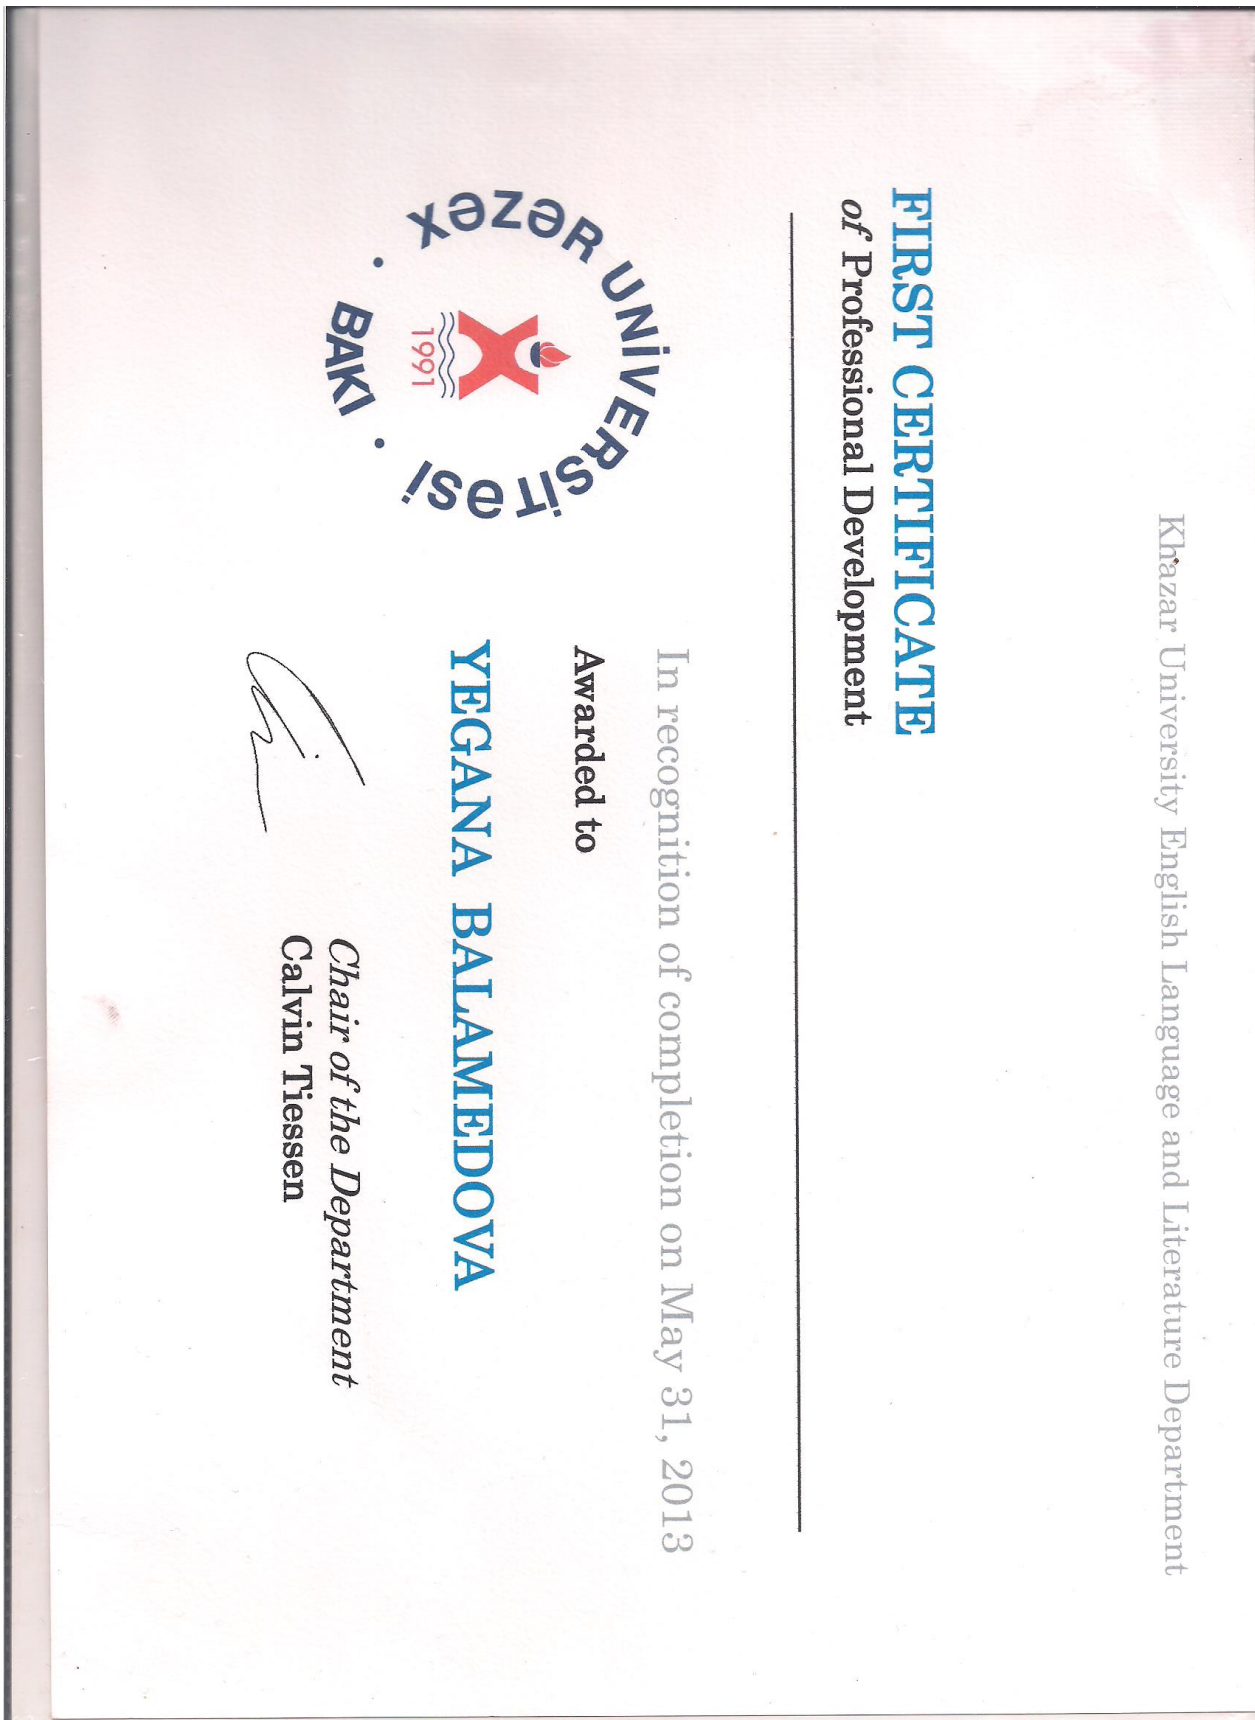 Khazar University English Language and Literature Department
FIRST CERTIFICATE
of Professional Development
In recognition of completion on May 31, 2013
Awarded to
YEGANA BALAMEDOVA
Chair of the Department
Calvin Tiessen
XƏZƏR UNİVERSİTƏSİ
• BAKI •
1991